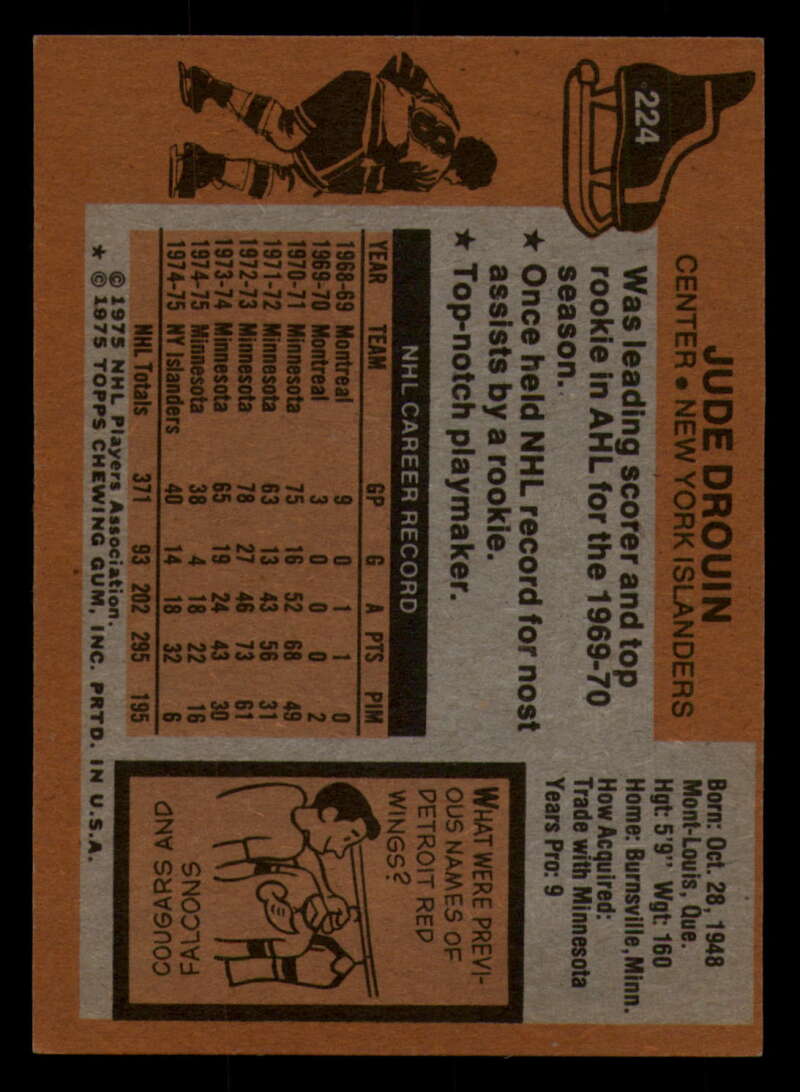 224
JUDE DROUIN
CENTER • NEW YORK ISLANDERS
Was leading scorer and top
rookie in AHL for the 1969-70
season.
★ Once held NHL record for nost
assists by a rookie.
★ Top-notch playmaker.
Born: Oct. 28, 1948
Mont-Louis, Que.
Hgt: 5'9" Wgt: 160
Home: Burnsville, Minn.
How Acquired:
Trade with Minnesota
Years Pro: 9
NHL CAREER RECORD
YEAR TEAM GP G A PTS PIM
1968-69 Montreal 9 0 1 1 0
1969-70 Montreal 3 0 0 0 2
1970-71 Minnesota 75 16 52 68 49
1971-72 Minnesota 63 13 43 56 31
1972-73 Minnesota 78 27 46 73 61
1973-74 Minnesota 65 19 24 43 30
1974-75 Minnesota 38 4 18 22 16
1974-75 NY Islanders 40 14 18 32 6
NHL Totals 371 93 202 295 195
WHAT WERE PREVI-
OUS NAMES OF
DETROIT RED
WINGS?
COUGARS AND
FALCONS
© 1975 NHL Players Association.
★ © 1975 TOPPS CHEWING GUM, INC. PRTD. IN U.S.A.
8